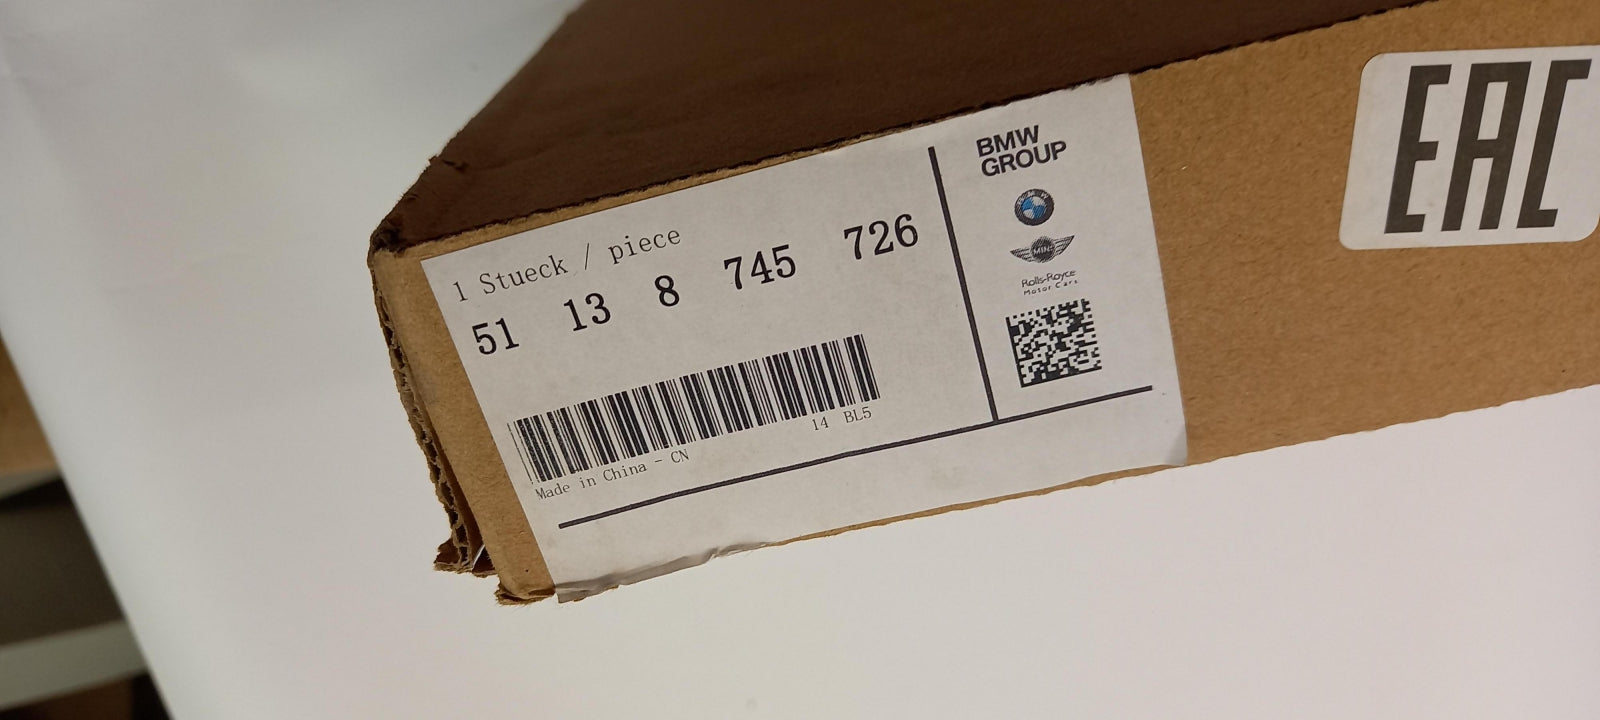 1 Stueck / piece
51 13 8 745 726
14 BL5
Made in China - CN
BMW
GROUP
MINI
Rolls-Royce
Motor Cars
EAC